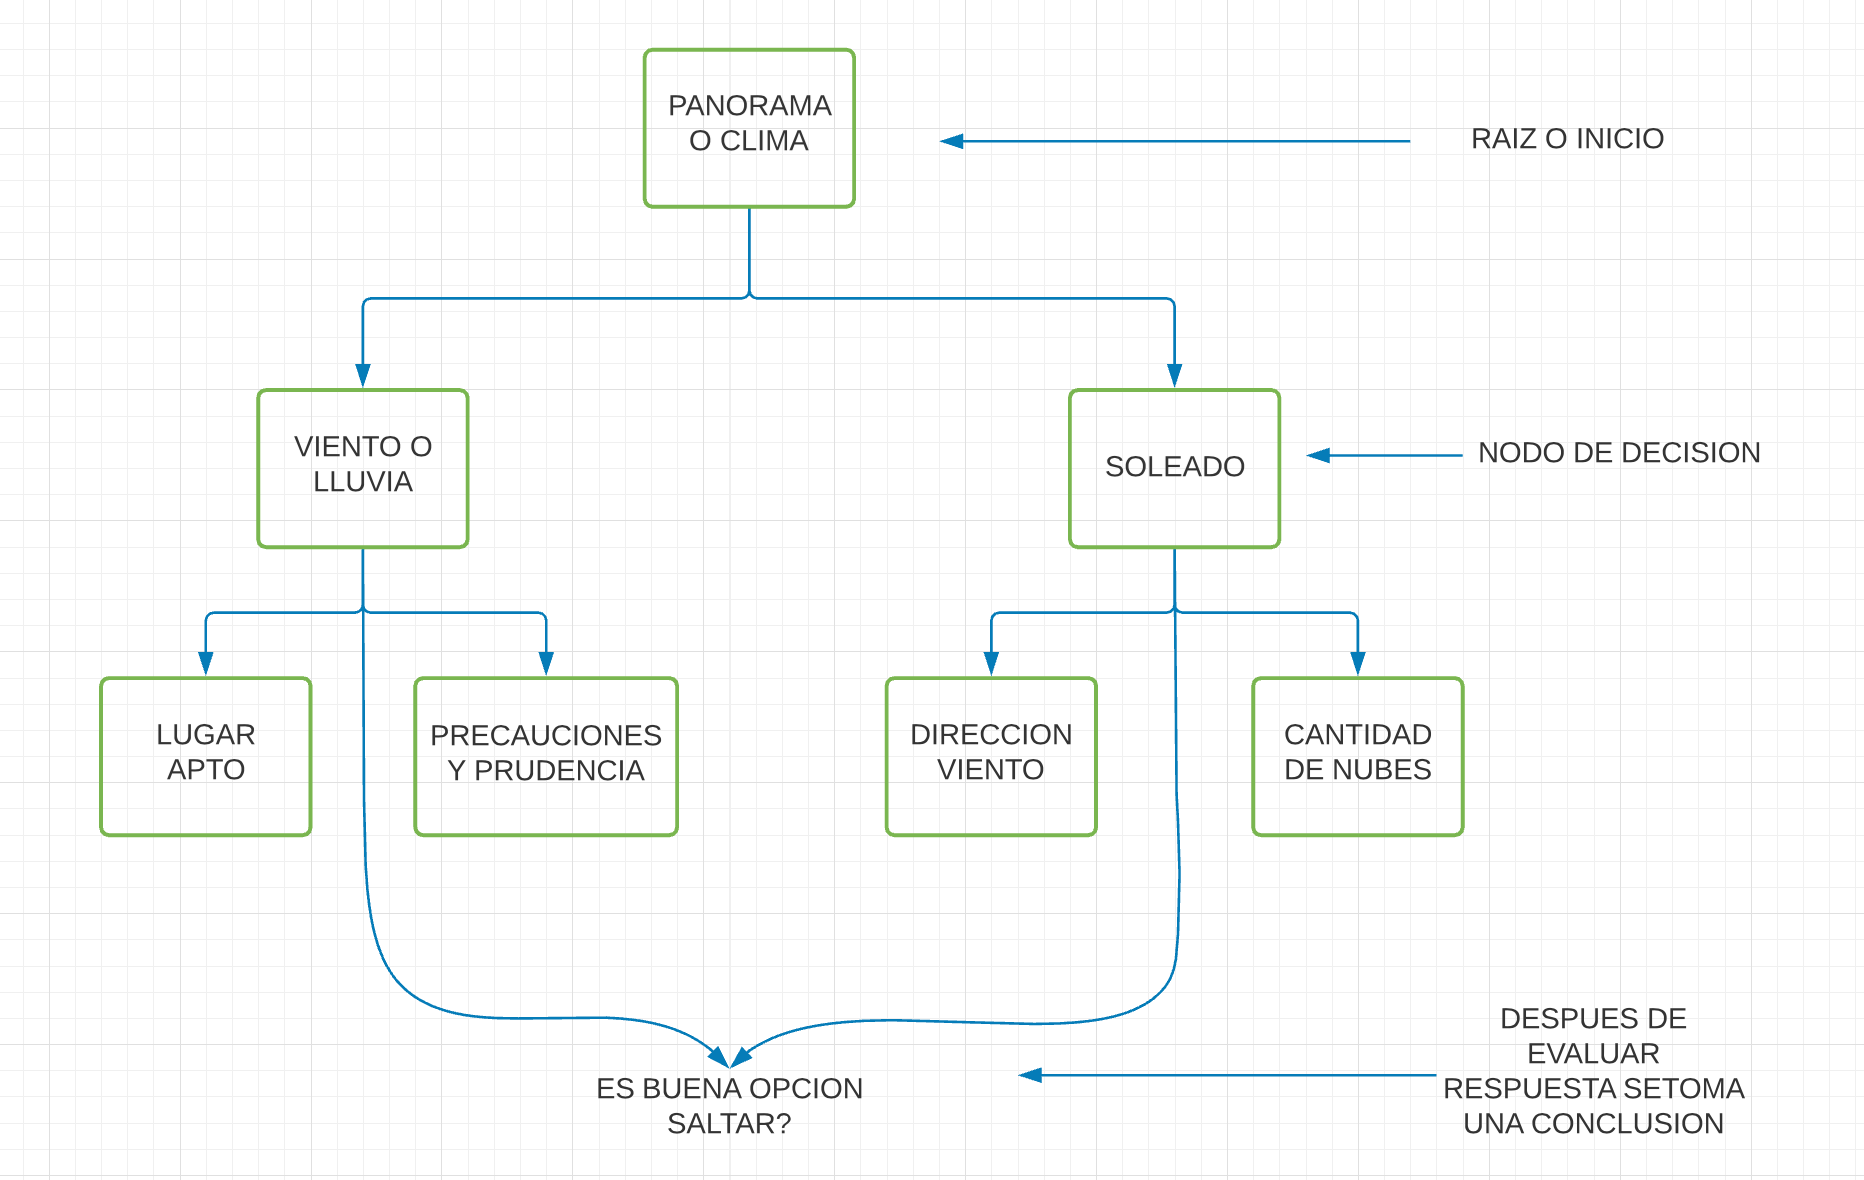 PANORAMA
O CLIMA
RAIZ O INICIO
VIENTO O
LLUVIA
SOLEADO
NODO DE DECISION
LUGAR
APTO
PRECAUCIONES
Y PRUDENCIA
DIRECCION
VIENTO
CANTIDAD
DE NUBES
ES BUENA OPCION
SALTAR?
DESPUES DE
EVALUAR
RESPUESTA SETOMA
UNA CONCLUSION